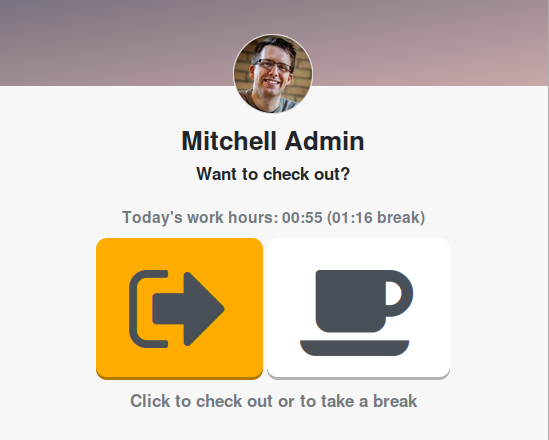 Mitchell Admin
Want to check out?
Today's work hours: 00:55 (01:16 break)
Click to check out or to take a break